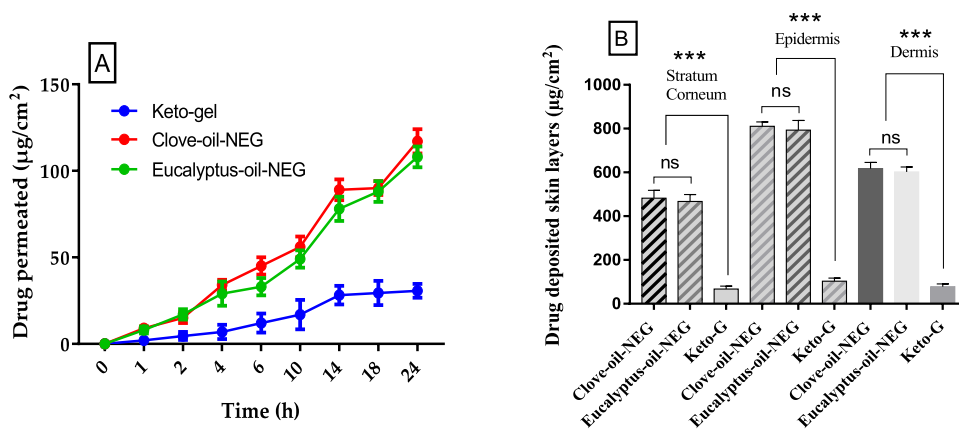 A
Drug permeated (µg/cm²)
150
100
50
0
Keto-gel
Clove-oil-NEG
Eucalyptus-oil-NEG
0
1
2
4
6
10
14
18
24
Time (h)
B
Drug deposited skin layers (µg/cm²)
1000
800
600
400
200
0
***
Stratum
Corneum
ns
***
Epidermis
ns
***
Dermis
ns
Clove-oil-NEG
Eucalyptus-oil-NEG
Keto-G
Clove-oil-NEG
Eucalyptus-oil-NEG
Keto-G
Clove-oil-NEG
Eucalyptus-oil-NEG
Keto-G